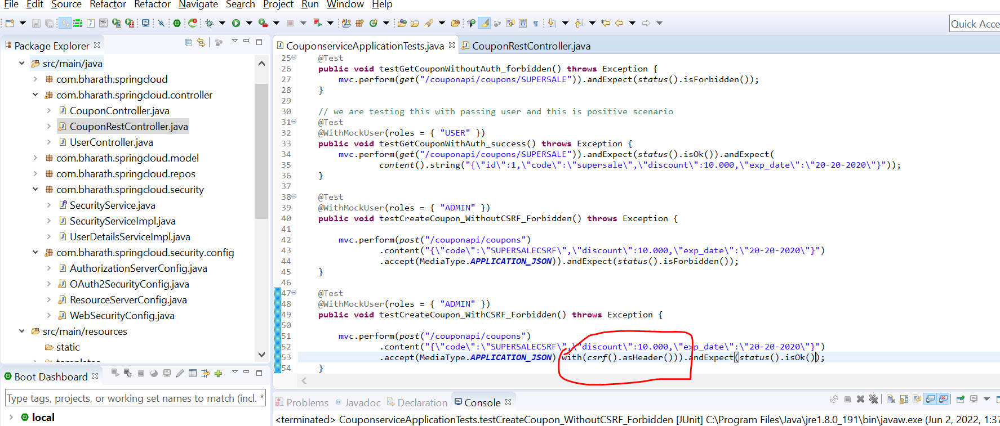 File Edit Source Refactor Refactor Navigate Search Project Run Window Help
Quick Acce
Package Explorer
src/main/java
com.bharath.springcloud
com.bharath.springcloud.controller
CouponController.java
CouponRestController.java
UserController.java
com.bharath.springcloud.model
com.bharath.springcloud.repos
com.bharath.springcloud.security
SecurityService.java
SecurityServiceImpl.java
UserDetailsServiceImpl.java
com.bharath.springcloud.security.config
AuthorizationServerConfig.java
OAuth2SecurityConfig.java
ResourceServerConfig.java
WebSecurityConfig.java
src/main/resources
static
templates
Boot Dashboard
Type tags, projects, or working set names to match (incl. *
local
CouponserviceApplicationTests.java CouponRestController.java
25 @Test
26 public void testGetCouponWithoutAuth_forbidden() throws Exception {
27 mvc.perform(get("/couponapi/coupons/SUPERSALE")).andExpect(status().isForbidden());
28 }
29
30 // we are testing this with passing user and this is positive scenario
31 @Test
32 @WithMockUser(roles = { "USER" })
33 public void testGetCouponWithAuth_success() throws Exception {
34 mvc.perform(get("/couponapi/coupons/SUPERSALE")).andExpect(status().isOk()).andExpect(
35 content().string("{\"id\":1,\"code\":\"supersale\",\"discount\":10.000,\"exp_date\":\"20-20-2020\"}"));
36 }
37
38 @Test
39 @WithMockUser(roles = { "ADMIN" })
40 public void testCreateCoupon_WithoutCSRF_Forbidden() throws Exception {
41
42 mvc.perform(post("/couponapi/coupons")
43 .content("{\"code\":\"SUPERSALECSRF\",\"discount\":10.000,\"exp_date\":\"20-20-2020\"}")
44 .accept(MediaType.APPLICATION_JSON)).andExpect(status().isForbidden());
45 }
46
47 @Test
48 @WithMockUser(roles = { "ADMIN" })
49 public void testCreateCoupon_WithCSRF_Forbidden() throws Exception {
50
51 mvc.perform(post("/couponapi/coupons")
52 .content("{\"code\":\"SUPERSALECSRF\",\"discount\":10.000,\"exp_date\":\"20-20-2020\"}")
53 .accept(MediaType.APPLICATION_JSON).with(csrf().asHeader())).andExpect(status().isOk());
54 }
Problems Javadoc Declaration Console
<terminated> CouponserviceApplicationTests.testCreateCoupon_WithoutCSRF_Forbidden [JUnit] C:\Program Files\Java\jre1.8.0_191\bin\javaw.exe (Jun 2, 2022, 1:37